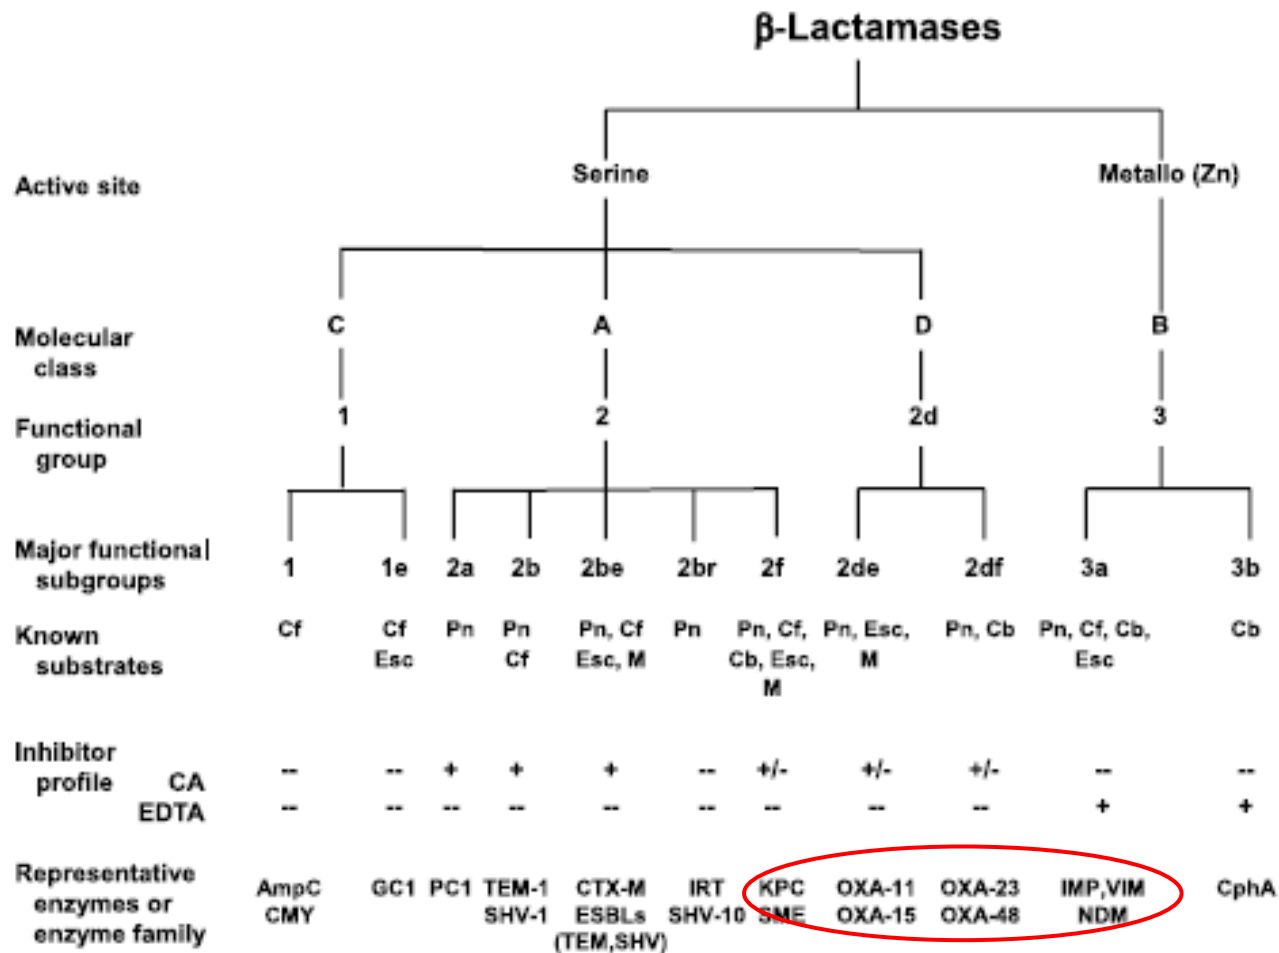 β-Lactamases
Active site Serine Metallo (Zn)
Molecular class C A D B
Functional group 1 2 2d 3
Major functional subgroups 1 1e 2a 2b 2be 2br 2f 2de 2df 3a 3b
Known Cf Cf Pn Pn Pn, Cf Pn Pn, Cf, Pn, Esc, Pn, Cb Pn, Cf, Cb, Cb
substrates Esc Cf Esc, M Cb, Esc, M Esc
M
Inhibitor
profile CA -- -- + + + -- +/- +/- +/- -- --
EDTA -- -- -- -- -- -- -- -- -- + +
Representative
enzymes or AmpC GC1 PC1 TEM-1 CTX-M IRT KPC OXA-11 OXA-23 IMP,VIM CphA
enzyme family CMY SHV-1 ESBLs SHV-10 SME OXA-15 OXA-48 NDM
(TEM,SHV)